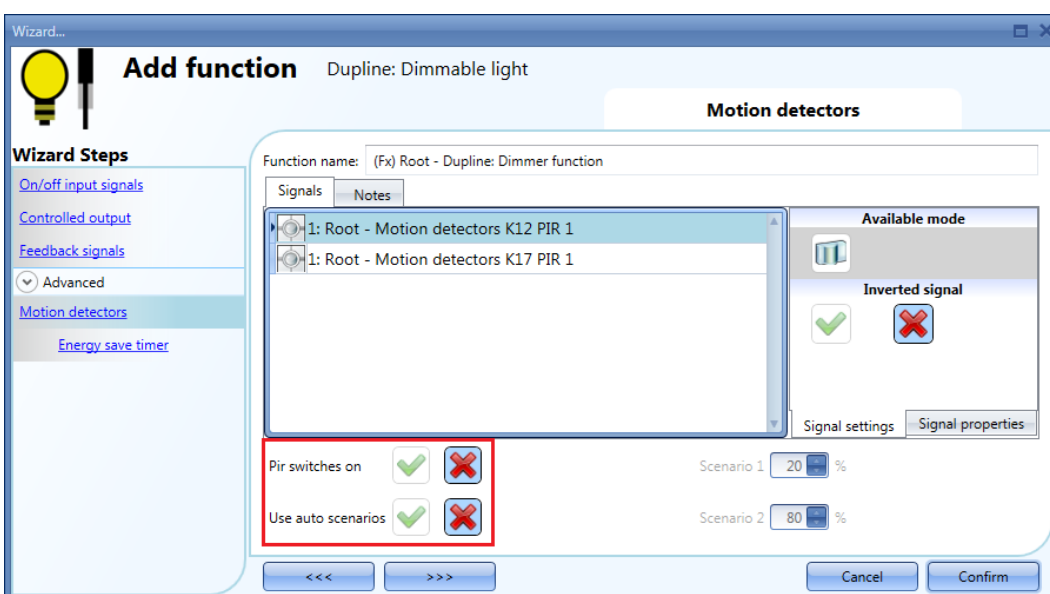 Wizard...
Add function Dupline: Dimmable light
Motion detectors
Wizard Steps
On/off input signals
Controlled output
Feedback signals
Advanced
Motion detectors
Energy save timer
Function name: (Fx) Root - Dupline: Dimmer function
Signals Notes
1: Root - Motion detectors K12 PIR 1
1: Root - Motion detectors K17 PIR 1
Available mode
Inverted signal
Signal settings Signal properties
Pir switches on
Scenario 1 20 %
Use auto scenarios
Scenario 2 80 %
<<< >>> Cancel Confirm